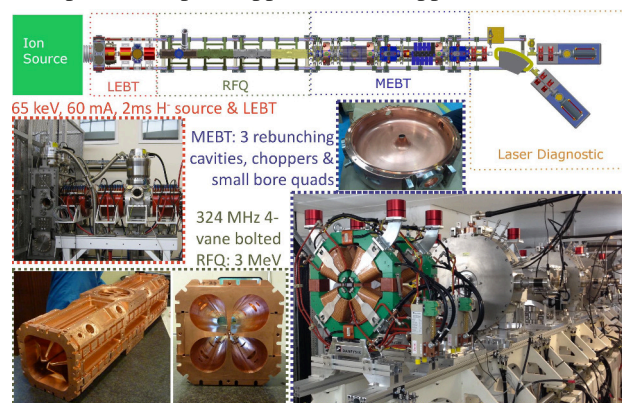 Ion
Source
LEBT
RFQ
MEBT
65 keV, 60 mA, 2ms H⁻ source & LEBT
MEBT: 3 rebunching
cavities, choppers &
small bore quads
Laser Diagnostic
324 MHz 4-
vane bolted
RFQ: 3 MeV